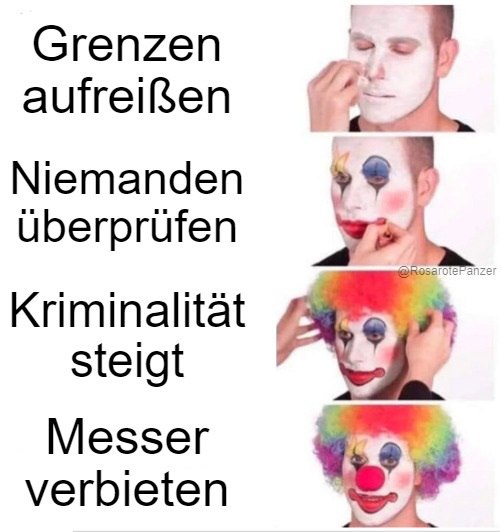 Grenzen
aufreißen
Niemanden
überprüfen
@RosarotePanzer
Kriminalität
steigt
Messer
verbieten